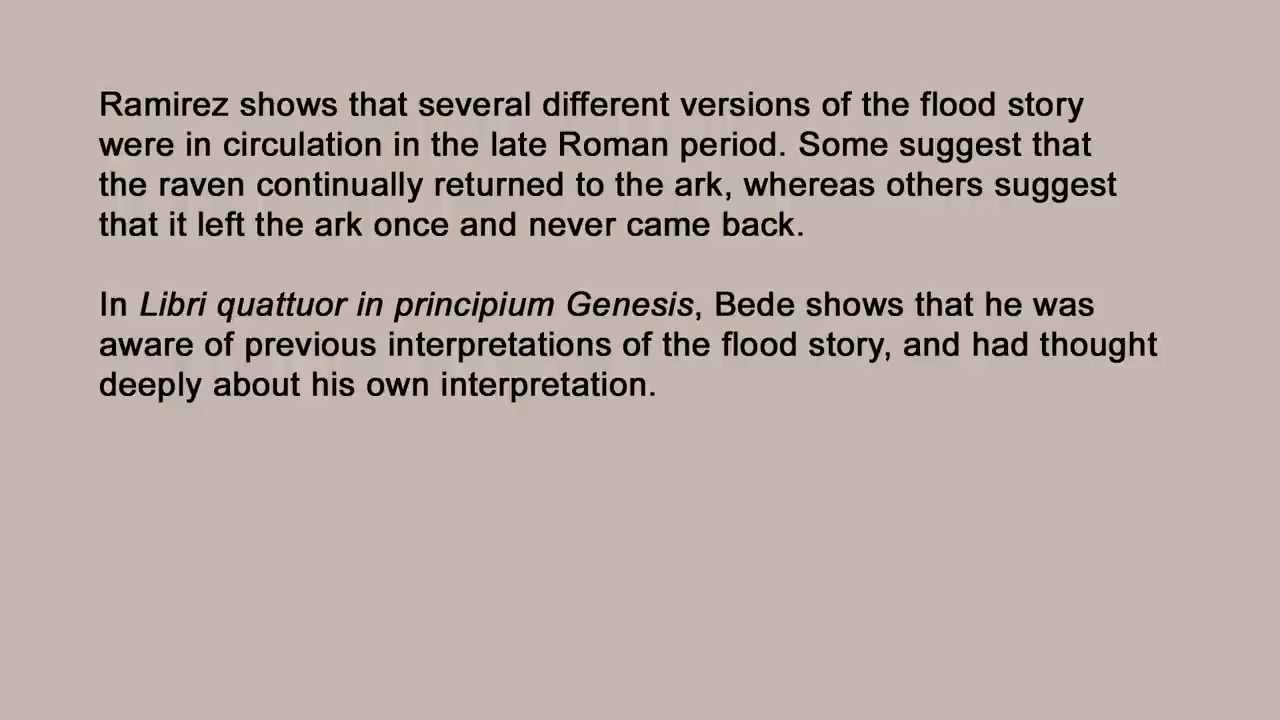 Ramirez shows that several different versions of the flood story
were in circulation in the late Roman period. Some suggest that
the raven continually returned to the ark, whereas others suggest
that it left the ark once and never came back.
In Libri quattuor in principium Genesis, Bede shows that he was
aware of previous interpretations of the flood story, and had thought
deeply about his own interpretation.